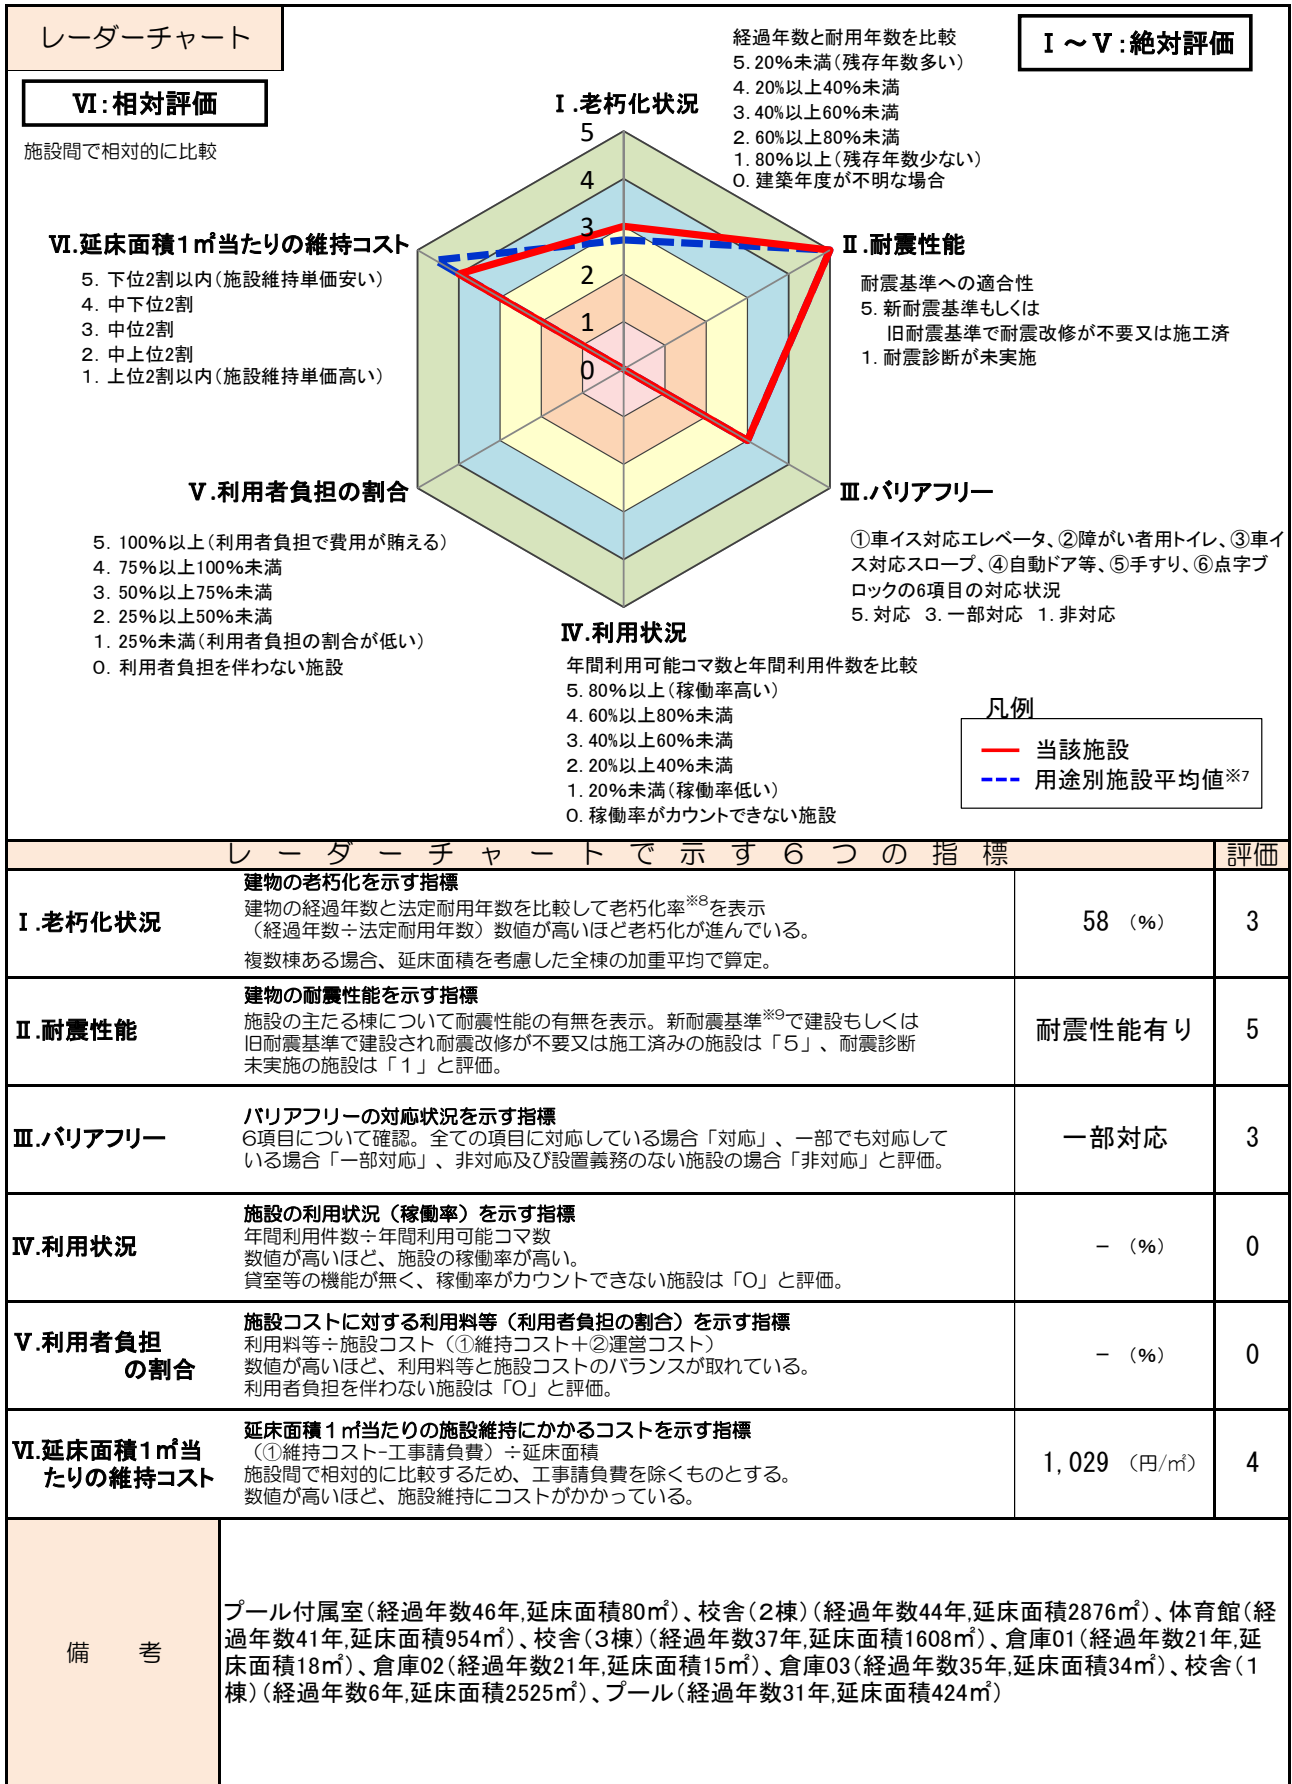 レーダーチャート
Ⅰ～Ⅴ:絶対評価
Ⅵ:相対評価
施設間で相対的に比較
経過年数と耐用年数を比較
5.20%未満(残存年数多い)
4.20%以上40%未満
3.40%以上60%未満
2.60%以上80%未満
1.80%以上(残存年数少ない)
0.建築年度が不明な場合
Ⅰ.老朽化状況
5
4
3
2
1
0
Ⅱ.耐震性能
耐震基準への適合性
5.新耐震基準もしくは
旧耐震基準で耐震改修が不要又は施工済
1.耐震診断が未実施
Ⅵ.延床面積1㎡当たりの維持コスト
5.下位2割以内(施設維持単価安い)
4.中下位2割
3.中位2割
2.中上位2割
1.上位2割以内(施設維持単価高い)
Ⅲ.バリアフリー
①車イス対応エレベータ、②障がい者用トイレ、③車イ
ス対応スロープ、④自動ドア等、⑤手すり、⑥点字ブ
ロックの6項目の対応状況
5.対応 3.一部対応 1.非対応
Ⅴ.利用者負担の割合
5.100%以上(利用者負担で費用が賄える)
4.75%以上100%未満
3.50%以上75%未満
2.25%以上50%未満
1.25%未満(利用者負担の割合が低い)
0.利用者負担を伴わない施設
Ⅳ.利用状況
年間利用可能コマ数と年間利用件数を比較
5.80%以上(稼働率高い)
4.60%以上80%未満
3.40%以上60%未満
2.20%以上40%未満
1.20%未満(稼働率低い)
0.稼働率がカウントできない施設
凡例
当該施設
用途別施設平均値※7
レーダーチャートで示す6つの指標 評価
Ⅰ.老朽化状況
建物の老朽化を示す指標
建物の経過年数と法定耐用年数を比較して老朽化率※8を表示
(経過年数÷法定耐用年数)数値が高いほど老朽化が進んでいる。
複数棟ある場合、延床面積を考慮した全棟の加重平均で算定。
58 (%) 3
Ⅱ.耐震性能
建物の耐震性能を示す指標
施設の主たる棟について耐震性能の有無を表示。新耐震基準※9で建設もしくは
旧耐震基準で建設され耐震改修が不要又は施工済みの施設は「5」、耐震診断
未実施の施設は「1」と評価。
耐震性能有り 5
Ⅲ.バリアフリー
バリアフリーの対応状況を示す指標
6項目について確認。全ての項目に対応している場合「対応」、一部でも対応して
いる場合「一部対応」、非対応及び設置義務のない施設の場合「非対応」と評価。
一部対応 3
Ⅳ.利用状況
施設の利用状況(稼働率)を示す指標
年間利用件数÷年間利用可能コマ数
数値が高いほど、施設の稼働率が高い。
貸室等の機能が無く、稼働率がカウントできない施設は「0」と評価。
- (%) 0
Ⅴ.利用者負担
の割合
施設コストに対する利用料等(利用者負担の割合)を示す指標
利用料等÷施設コスト(①維持コスト+②運営コスト)
数値が高いほど、利用料等と施設コストのバランスが取れている。
利用者負担を伴わない施設は「0」と評価。
- (%) 0
Ⅵ.延床面積1㎡当
たりの維持コスト
延床面積1㎡当たりの施設維持にかかるコストを示す指標
(①維持コスト-工事請負費)÷延床面積
施設間で相対的に比較するため、工事請負費を除くものとする。
数値が高いほど、施設維持にコストがかかっている。
1,029 (円/㎡) 4
備 考
プール付属室(経過年数46年,延床面積80㎡)、校舎(2棟)(経過年数44年,延床面積2876㎡)、体育館(経
過年数41年,延床面積954㎡)、校舎(3棟)(経過年数37年,延床面積1608㎡)、倉庫01(経過年数21年,延
床面積18㎡)、倉庫02(経過年数21年,延床面積15㎡)、倉庫03(経過年数35年,延床面積34㎡)、校舎(1
棟)(経過年数6年,延床面積2525㎡)、プール(経過年数31年,延床面積424㎡)